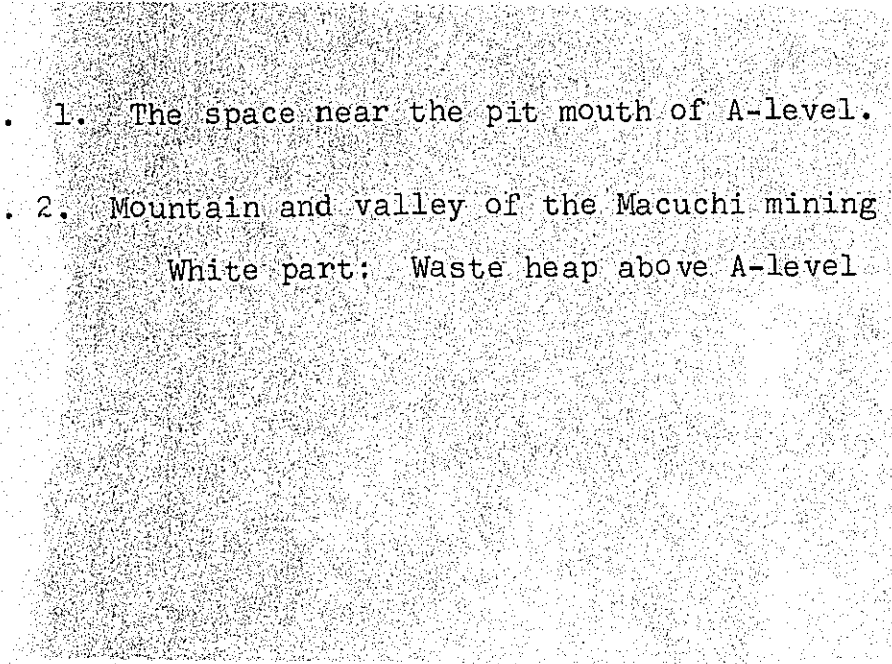 . 1. The space near the pit mouth of A-level.
. 2. Mountain and valley of the Macuchi mining
White part: Waste heap above A-level